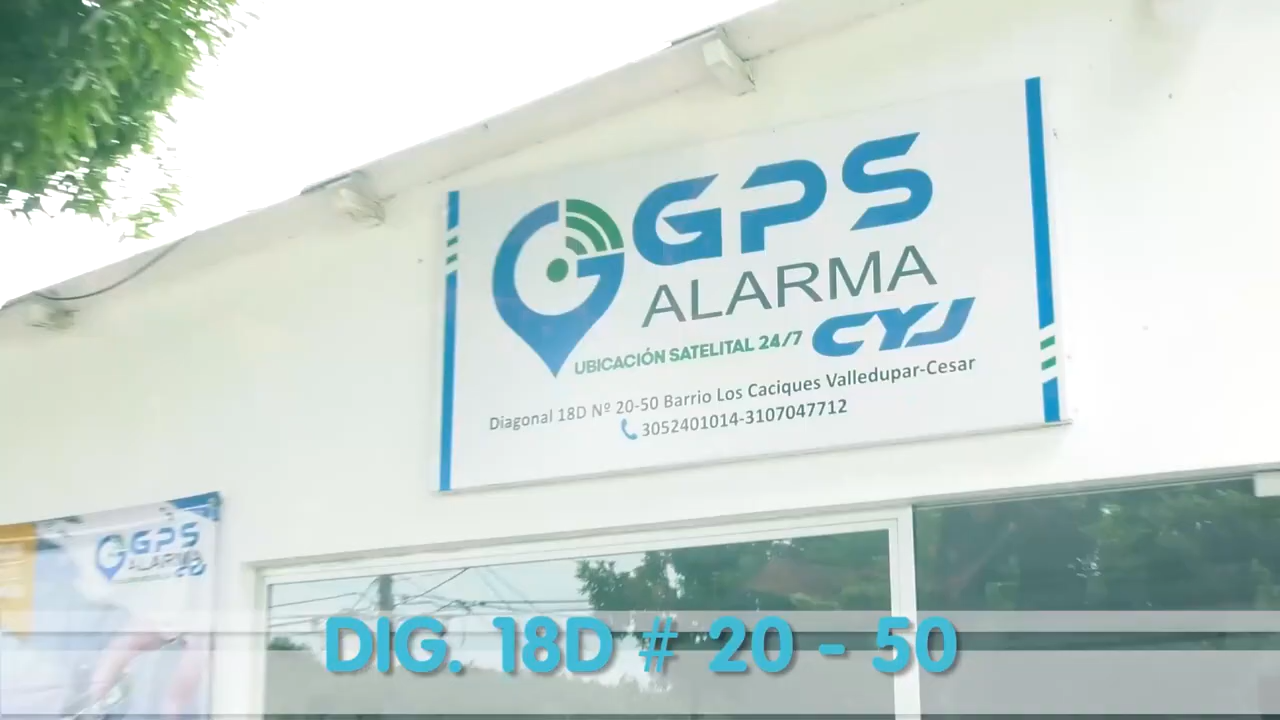 GPS
ALARMA
UBICACIÓN SATELITAL 24/7 CYJ
Diagonal 18D Nº 20-50 Barrio Los Caciques Valledupar-Cesar
3052401014-3107047712
GPS
ALARMA
CYJ
DIG. 18D # 20 - 50